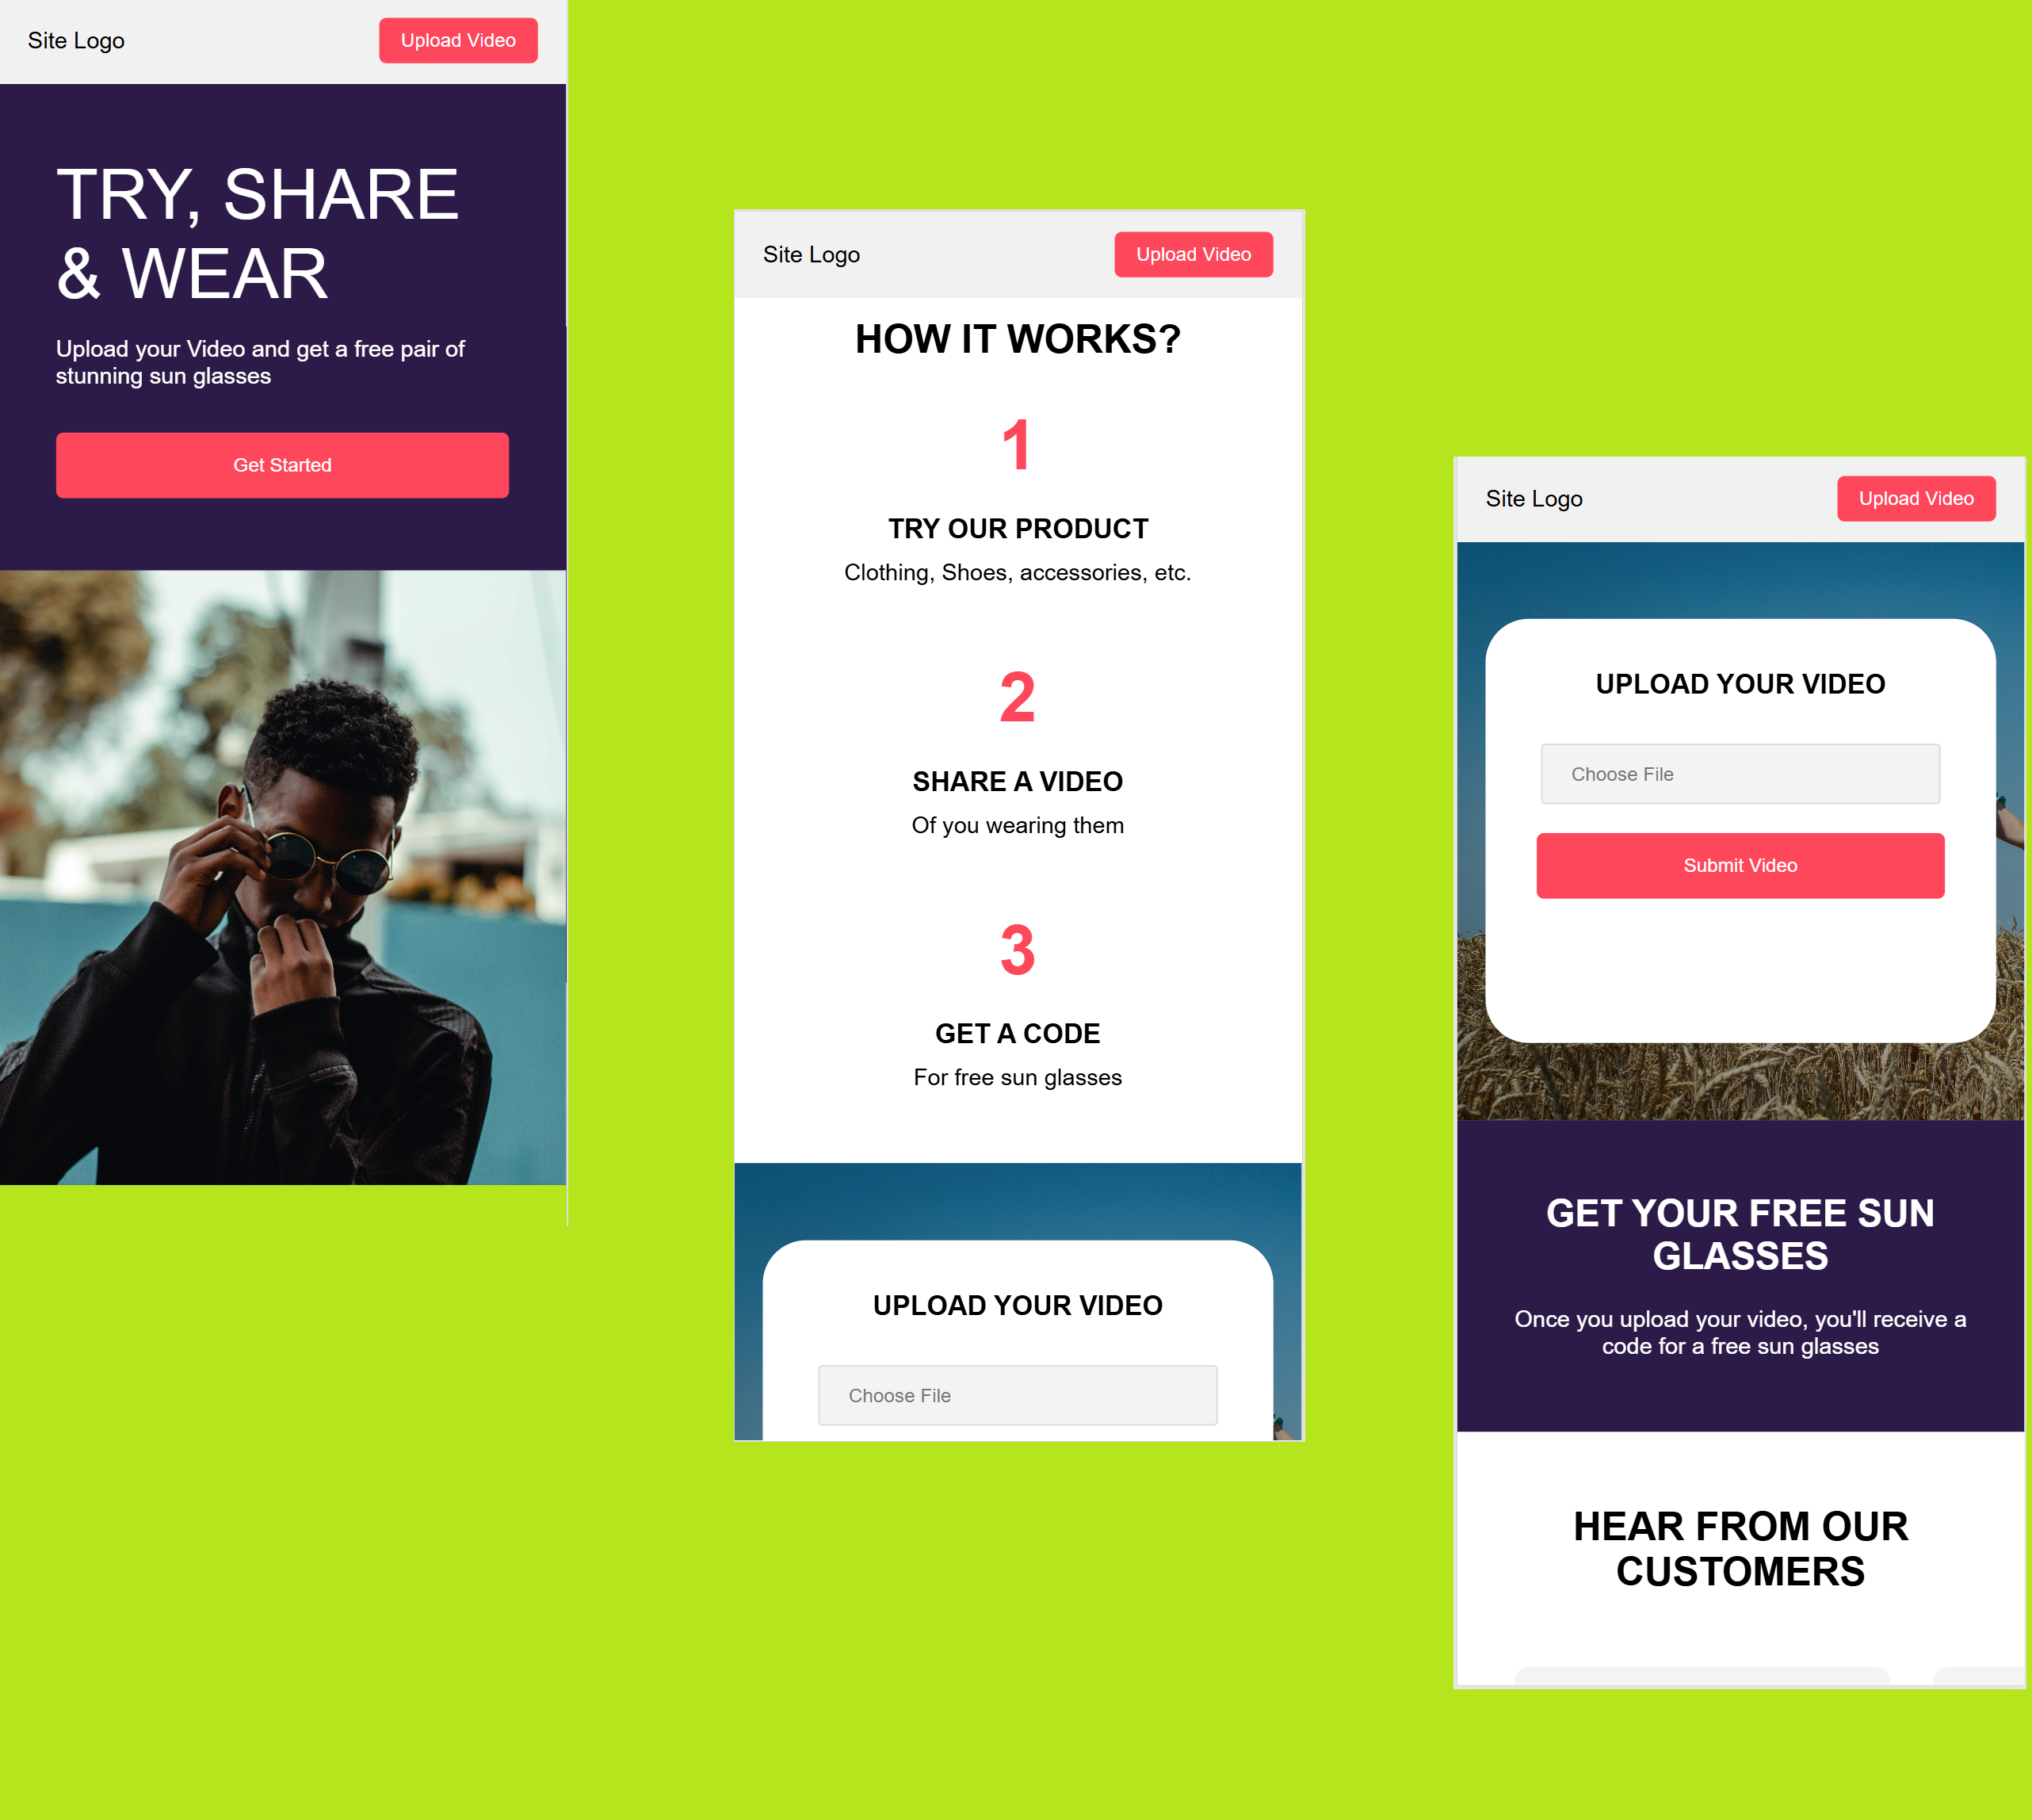 Site Logo
Upload Video
TRY, SHARE
& WEAR
Upload your Video and get a free pair of
stunning sun glasses
Get Started
Site Logo
Upload Video
HOW IT WORKS?
1
TRY OUR PRODUCT
Clothing, Shoes, accessories, etc.
2
SHARE A VIDEO
Of you wearing them
3
GET A CODE
For free sun glasses
UPLOAD YOUR VIDEO
Choose File
Site Logo
Upload Video
UPLOAD YOUR VIDEO
Choose File
Submit Video
GET YOUR FREE SUN
GLASSES
Once you upload your video, you'll receive a
code for a free sun glasses
HEAR FROM OUR
CUSTOMERS